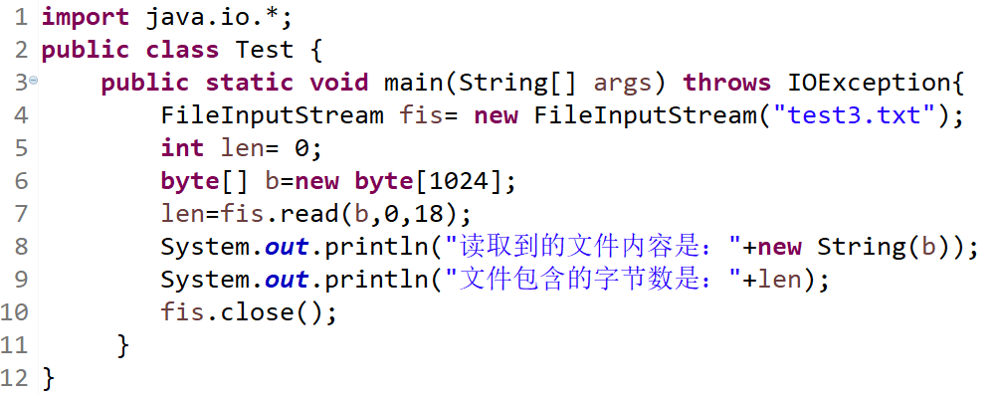 1 import java.io.*;
2 public class Test {
3     public static void main(String[] args) throws IOException{
4         FileInputStream fis= new FileInputStream("test3.txt");
5         int len= 0;
6         byte[] b=new byte[1024];
7         len=fis.read(b,0,18);
8         System.out.println("读取到的文件内容是："+new String(b));
9         System.out.println("文件包含的字节数是："+len);
10         fis.close();
11      }
12 }